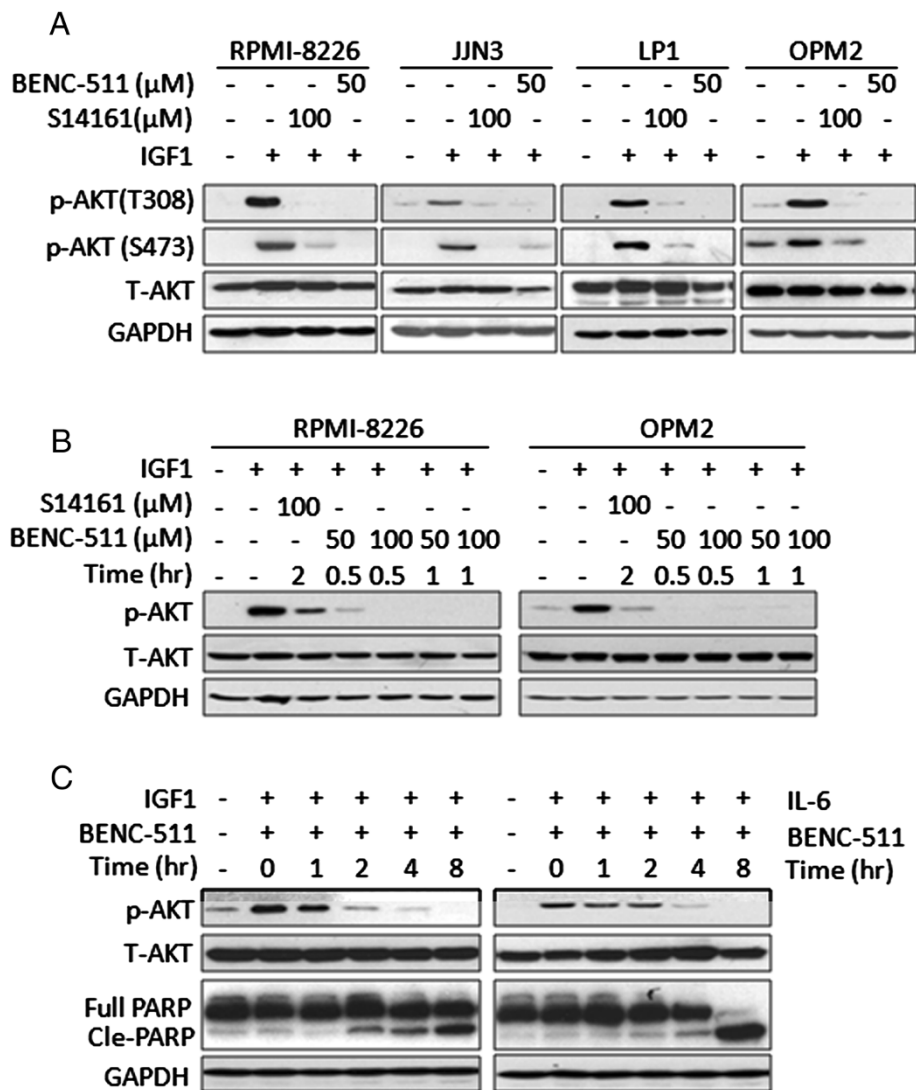 A
RPMI-8226 JJN3 LP1 OPM2
BENC-511 (μM) - - - 50 - - - 50 - - - 50 - - - 50
S14161(μM) - - 100 - - - 100 - - - 100 - - - 100 -
IGF1 - + + + - + + + - + + + - + + +
p-AKT(T308)
p-AKT (S473)
T-AKT
GAPDH
B
RPMI-8226 OPM2
IGF1 - + + + + + + - + + + + + +
S14161 (μM) - - 100 - - - - - - 100 - - - -
BENC-511 (μM) - - - 50 100 50 100 - - - 50 100 50 100
Time (hr) - - 2 0.5 0.5 1 1 - - 2 0.5 0.5 1 1
p-AKT
T-AKT
GAPDH
C
IGF1 - + + + + + - + + + + + IL-6
BENC-511 - + + + + + - + + + + + BENC-511
Time (hr) - 0 1 2 4 8 - 0 1 2 4 8 Time (hr)
p-AKT
T-AKT
Full PARP
Cle-PARP
GAPDH